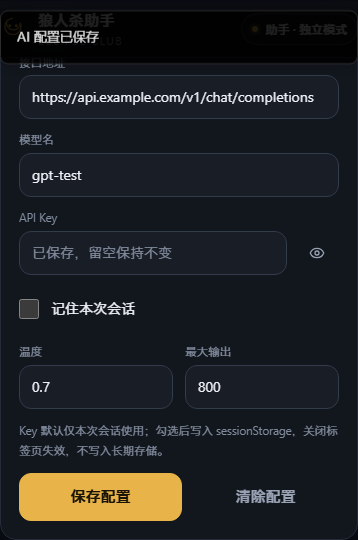 狼人杀助手
助手 · 独立模式
AI 配置已保存
接口地址
https://api.example.com/v1/chat/completions
模型名
gpt-test
API Key
已保存，留空保持不变
记住本次会话
温度
最大输出
0.7
800
Key 默认仅本次会话使用；勾选后写入 sessionStorage，关闭标
签页失效，不写入长期存储。
保存配置
清除配置